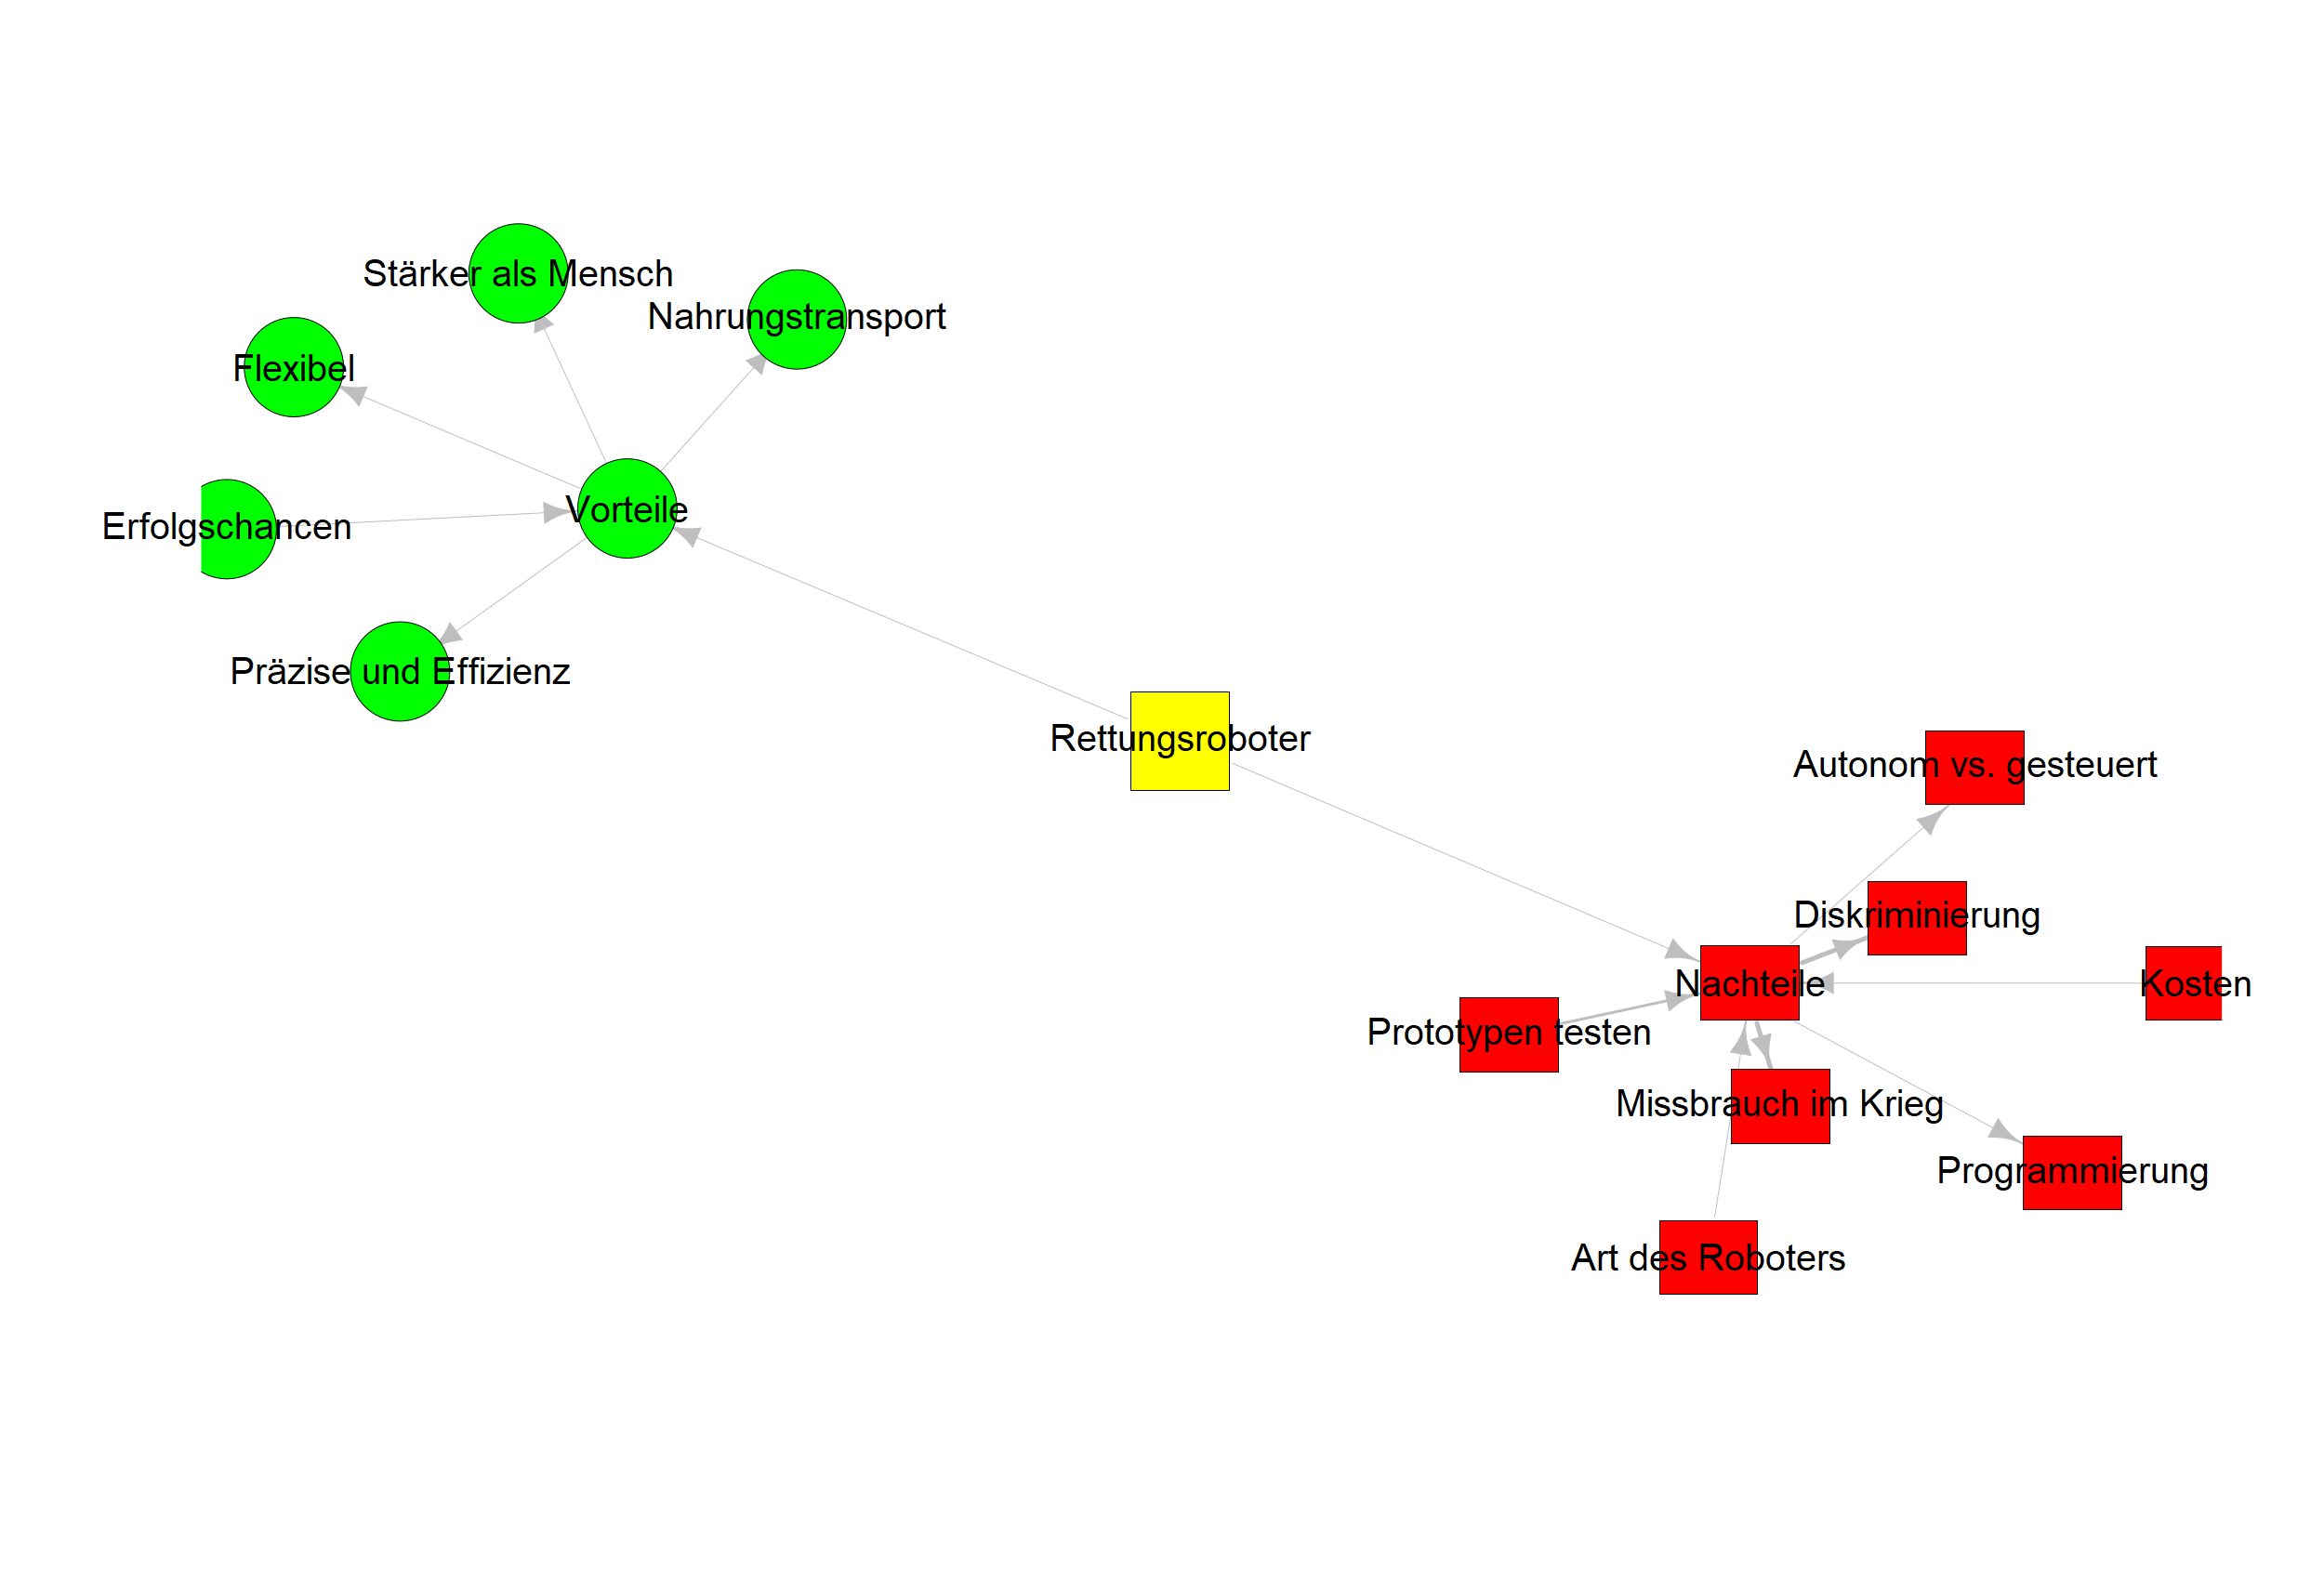 Stärker als Mensch
Nahrungstransport
Flexibel
Vorteile
Erfolgschancen
Präzise und Effizienz
Rettungsroboter
Autonom vs. gesteuert
Diskriminierung
Nachteile
Kosten
Prototypen testen
Missbrauch im Krieg
Programmierung
Art des Roboters